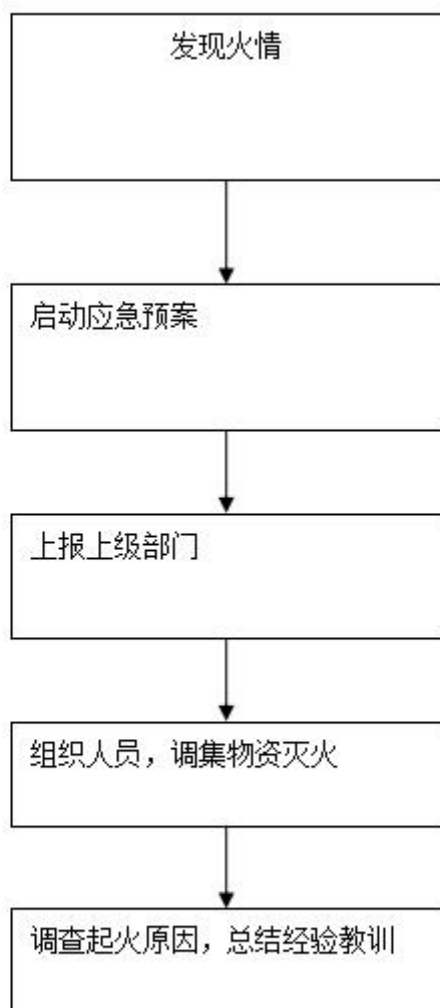 发现火情
启动应急预案
上报上级部门
组织人员，调集物资灭火
调查起火原因，总结经验教训